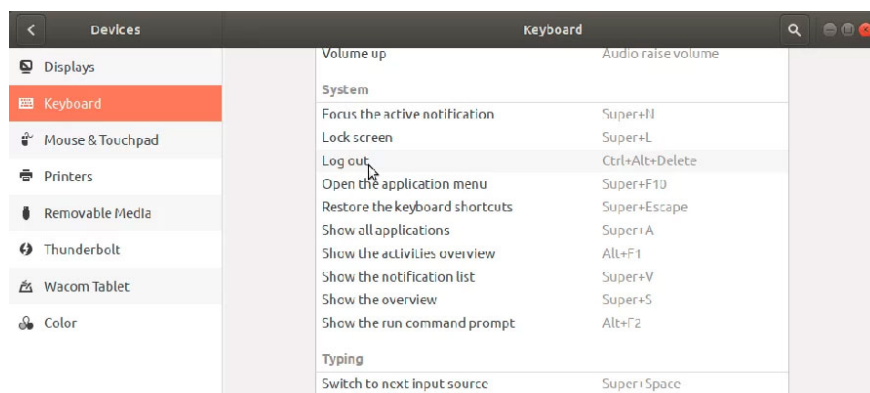 Devices
Keyboard
Displays
Keyboard
Mouse & Touchpad
Printers
Removable Media
Thunderbolt
Wacom Tablet
Color
Volume up Audio raise volume
System
Focus the active notification Super+N
Lock screen Super+L
Log out Ctrl+Alt+Delete
Open the application menu Super+F10
Restore the keyboard shortcuts Super+Escape
Show all applications Super+A
Show the activities overview Alt+F1
Show the notification list Super+V
Show the overview Super+S
Show the run command prompt Alt+F2
Typing
Switch to next input source Super+Space